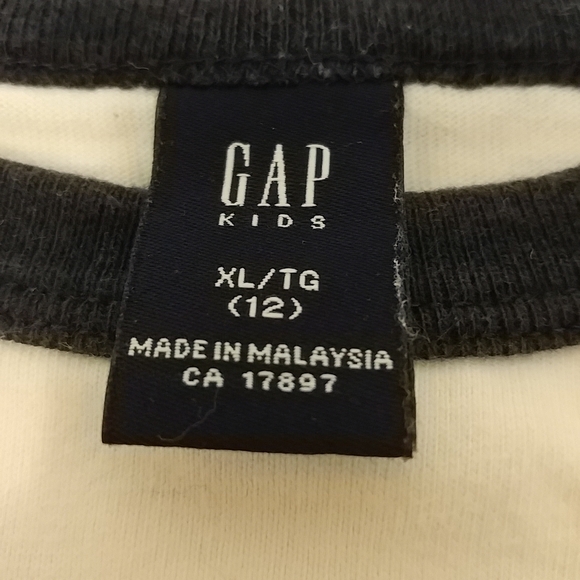 GAP
KIDS
XL/TG
(12)
MADE IN MALAYSIA
CA 17897